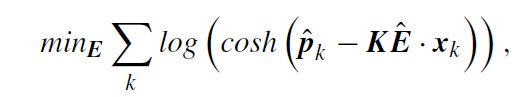 min_E ∑_k log (cosh (p̂_k − KÊ · x_k)) ,